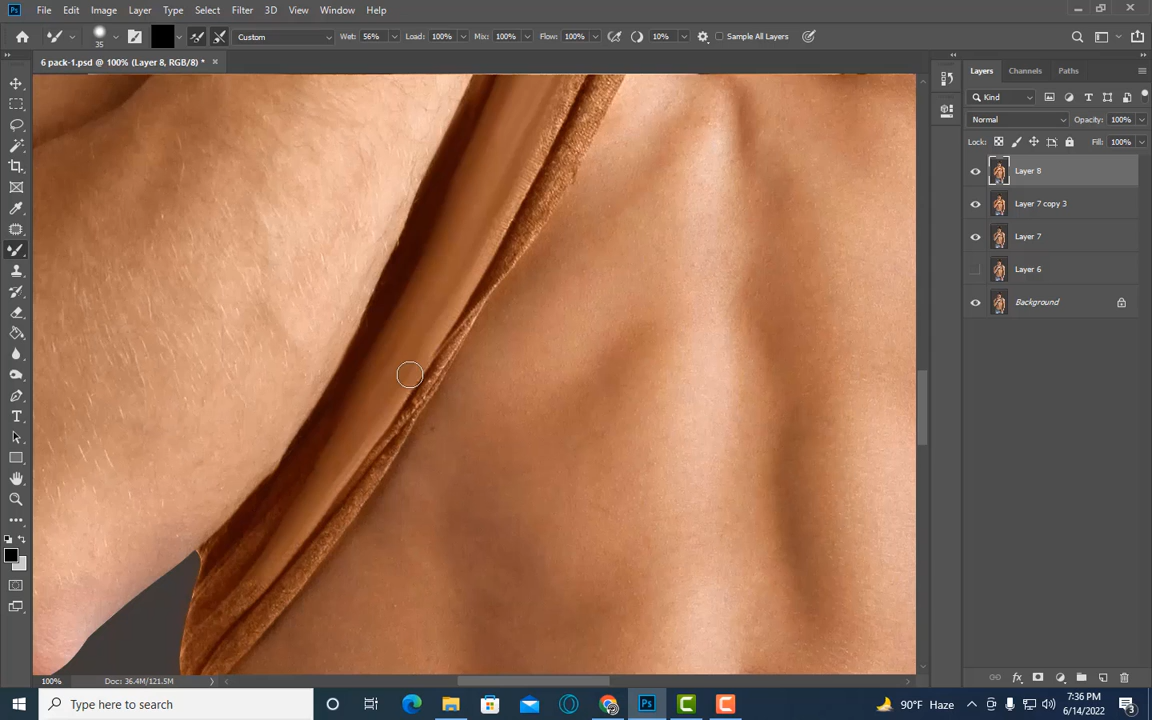 Ps File Edit Image Layer Type Select Filter 3D View Window Help
35 Custom Wet: 56% Load: 100% Mix: 100% Flow: 100% 10% Sample All Layers
6 pack-1.psd @ 100% (Layer 8, RGB/8) *
Layers Channels Paths
Kind
Normal Opacity: 100%
Lock: Fill: 100%
Layer 8
Layer 7 copy 3
Layer 7
Layer 6
Background
100% Doc: 36.4M/121.5M
Type here to search
90°F Haze
7:36 PM
6/14/2022
3